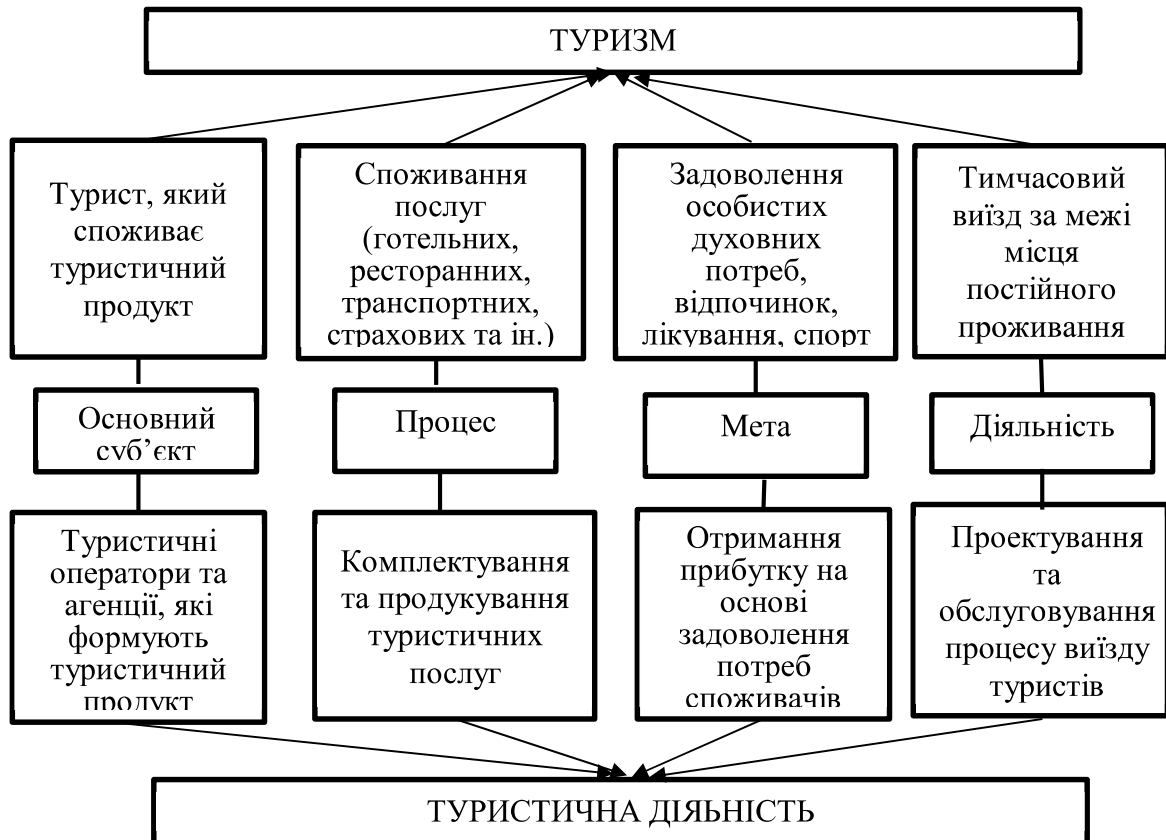 ТУРИЗМ
Турист, який
споживає
туристичний
продукт
Споживання
послуг
(готельних,
ресторанних,
транспортних,
страхових та ін.)
Задоволення
особистих
духовних
потреб,
відпочинок,
лікування, спорт
Тимчасовий
виїзд за межі
місця
постійного
проживання
Основний
суб’єкт
Процес
Мета
Діяльність
Туристичні
оператори та
агенції, які
формують
туристичний
продукт
Комплектування
та продукування
туристичних
послуг
Отримання
прибутку на
основі
задоволення
потреб
споживачів
Проектування
та
обслуговування
процесу виїзду
туристів
ТУРИСТИЧНА ДІЯЬНІСТЬ